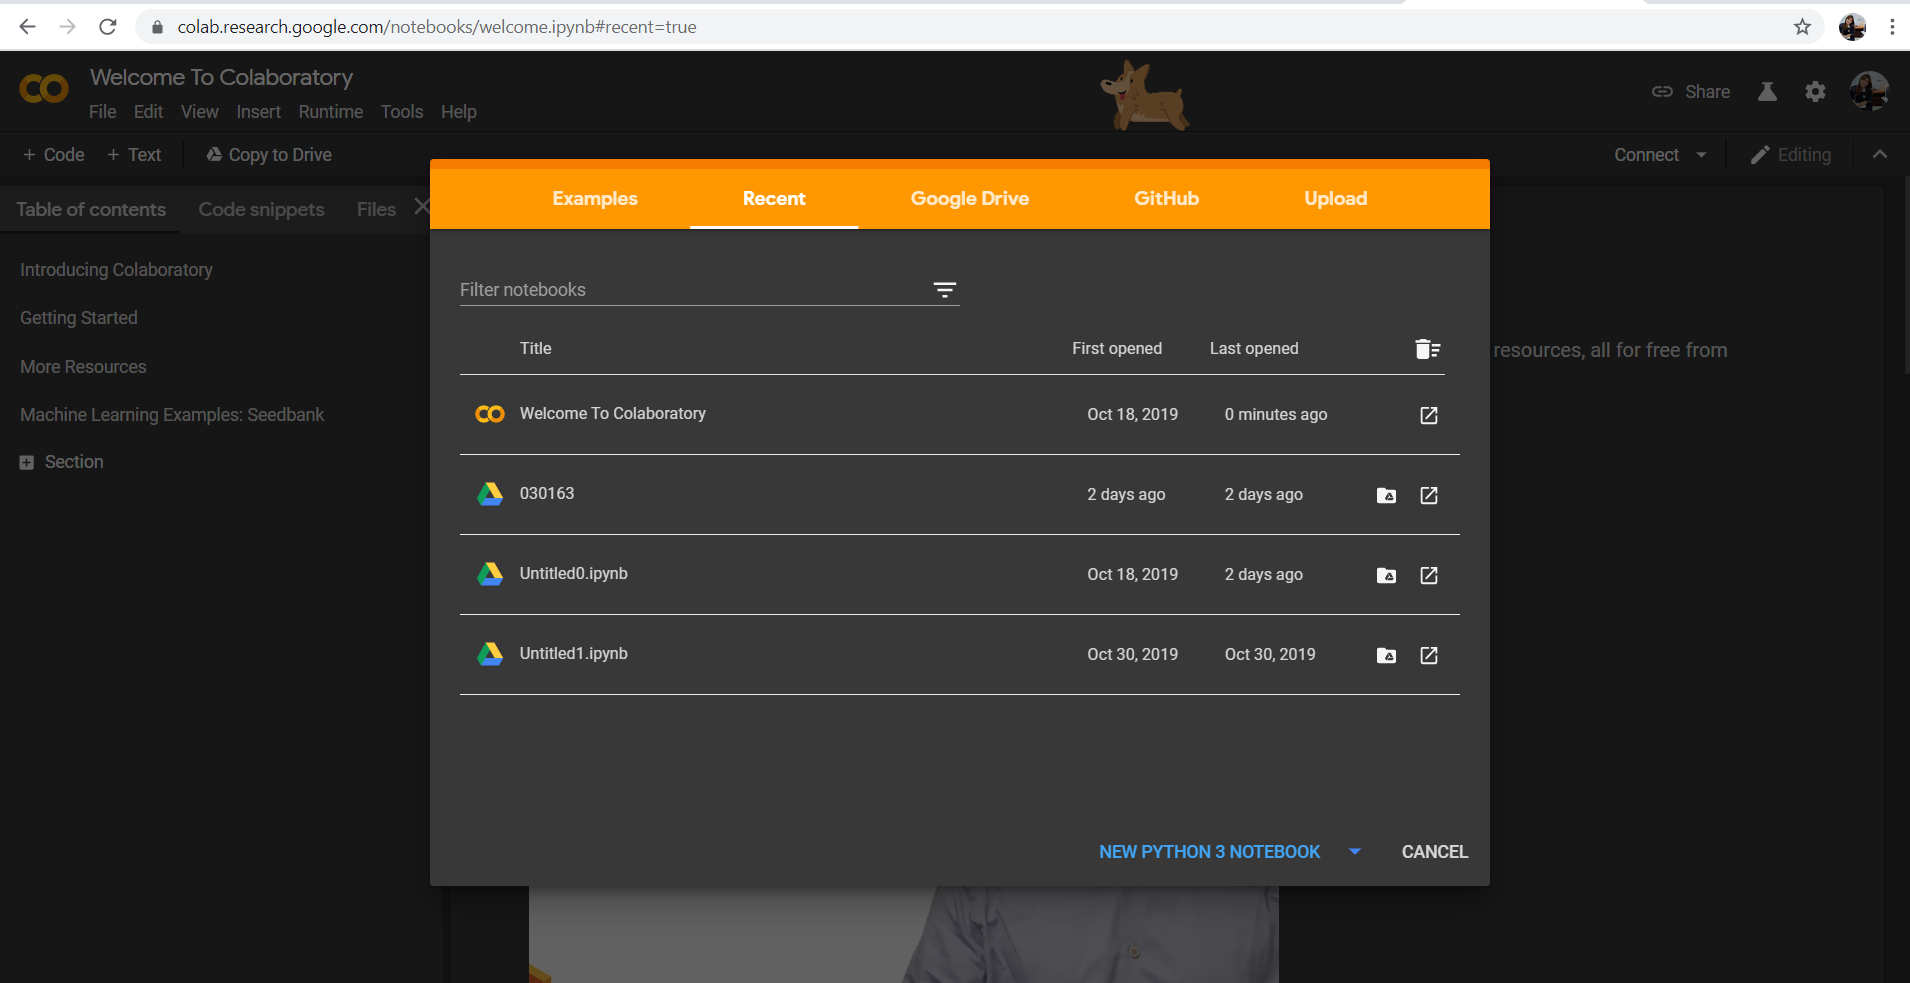 colab.research.google.com/notebooks/welcome.ipynb#recent=true
Welcome To Colaboratory
File Edit View Insert Runtime Tools Help
Share
+ Code + Text Copy to Drive
Connect Editing
Table of contents Code snippets Files
Introducing Colaboratory
Getting Started
More Resources
Machine Learning Examples: Seedbank
Section
Examples Recent Google Drive GitHub Upload
Filter notebooks
Title First opened Last opened
resources, all for free from
Welcome To Colaboratory Oct 18, 2019 0 minutes ago
030163 2 days ago 2 days ago
Untitled0.ipynb Oct 18, 2019 2 days ago
Untitled1.ipynb Oct 30, 2019 Oct 30, 2019
NEW PYTHON 3 NOTEBOOK CANCEL